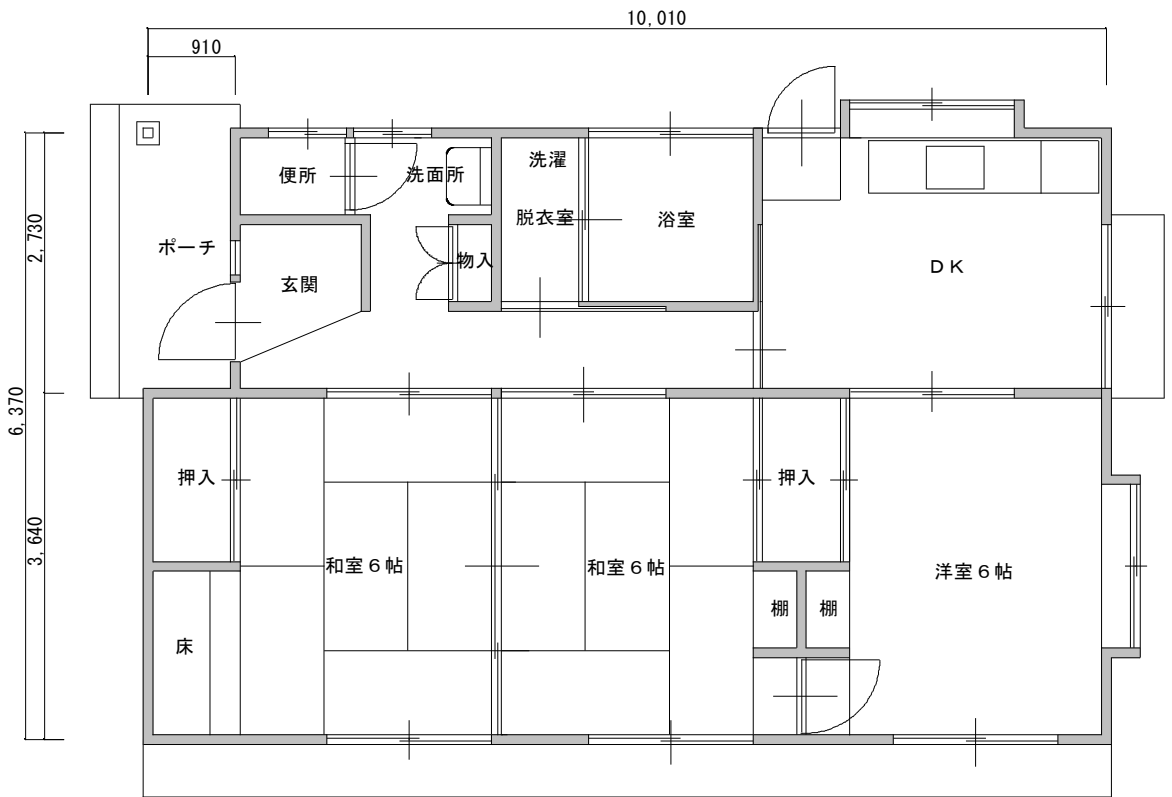 10,010
910
洗濯
便所
洗面所
脱衣室
浴室
2,730
ポーチ
物入
玄関
DK
6,370
押入
押入
3,640
和室6帖
和室6帖
洋室6帖
棚
棚
床